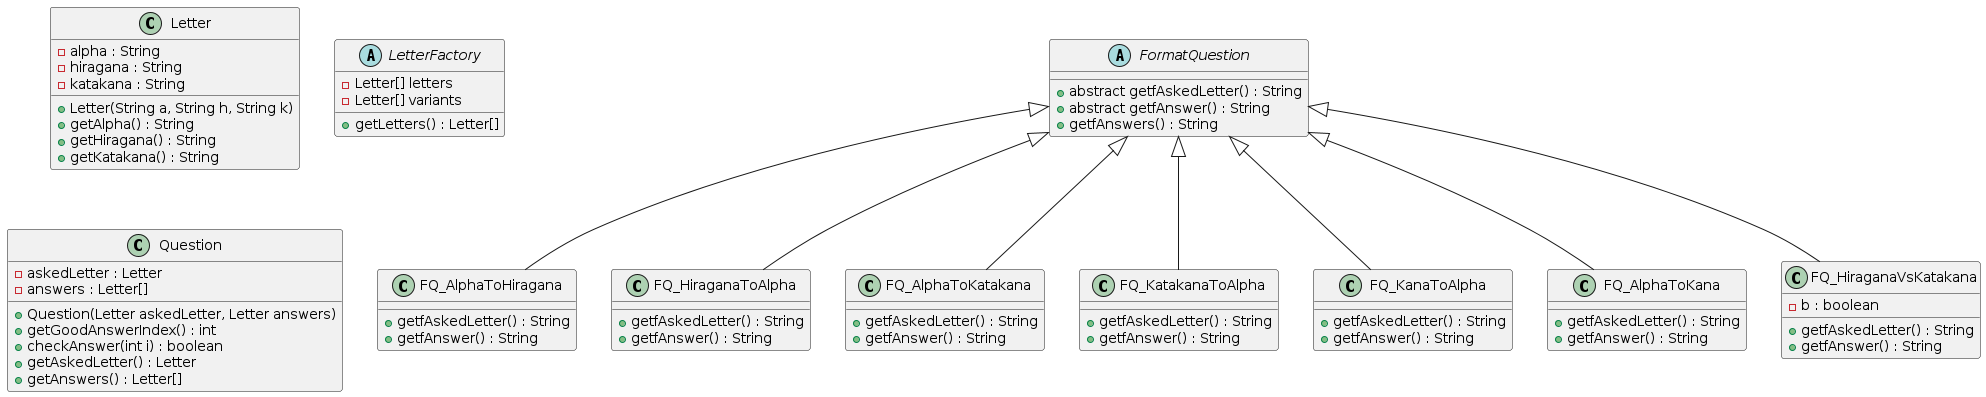 C Letter
alpha : String
hiragana : String
katakana : String
Letter(String a, String h, String k)
getAlpha() : String
getHiragana() : String
getKatakana() : String
A LetterFactory
Letter[] letters
Letter[] variants
getLetters() : Letter[]
A FormatQuestion
abstract getfAskedLetter() : String
abstract getfAnswer() : String
getfAnswers() : String
C Question
askedLetter : Letter
answers : Letter[]
Question(Letter askedLetter, Letter answers)
getGoodAnswerIndex() : int
checkAnswer(int i) : boolean
getAskedLetter() : Letter
getAnswers() : Letter[]
C FQ_AlphaToHiragana
getfAskedLetter() : String
getfAnswer() : String
C FQ_HiraganaToAlpha
getfAskedLetter() : String
getfAnswer() : String
C FQ_AlphaToKatakana
getfAskedLetter() : String
getfAnswer() : String
C FQ_KatakanaToAlpha
getfAskedLetter() : String
getfAnswer() : String
C FQ_KanaToAlpha
getfAskedLetter() : String
getfAnswer() : String
C FQ_AlphaToKana
getfAskedLetter() : String
getfAnswer() : String
C FQ_HiraganaVsKatakana
b : boolean
getfAskedLetter() : String
getfAnswer() : String